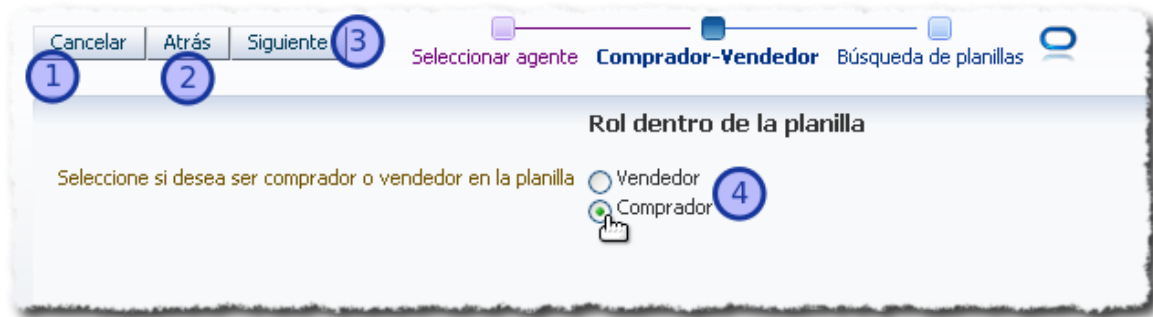 Cancelar Atrás Siguiente 3
1 2
Seleccionar agente Comprador-Vendedor Búsqueda de planillas
Rol dentro de la planilla
Seleccione si desea ser comprador o vendedor en la planilla Vendedor 4
Comprador